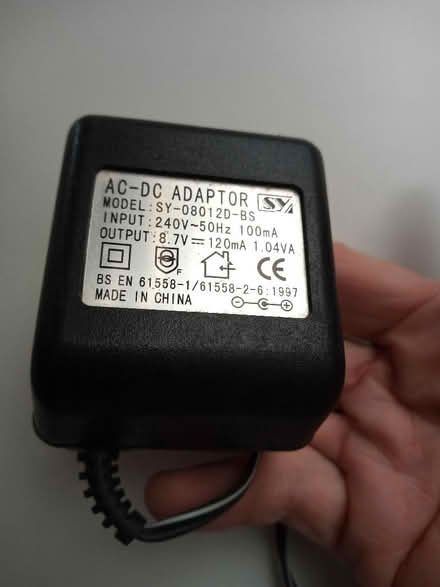 AC-DC ADAPTOR SY
MODEL:SY-08012D-BS
INPUT:240V~50Hz 100mA
OUTPUT:8.7V⎓120mA 1.04VA
F
CE
BS EN 61558-1/61558-2-6:1997
MADE IN CHINA